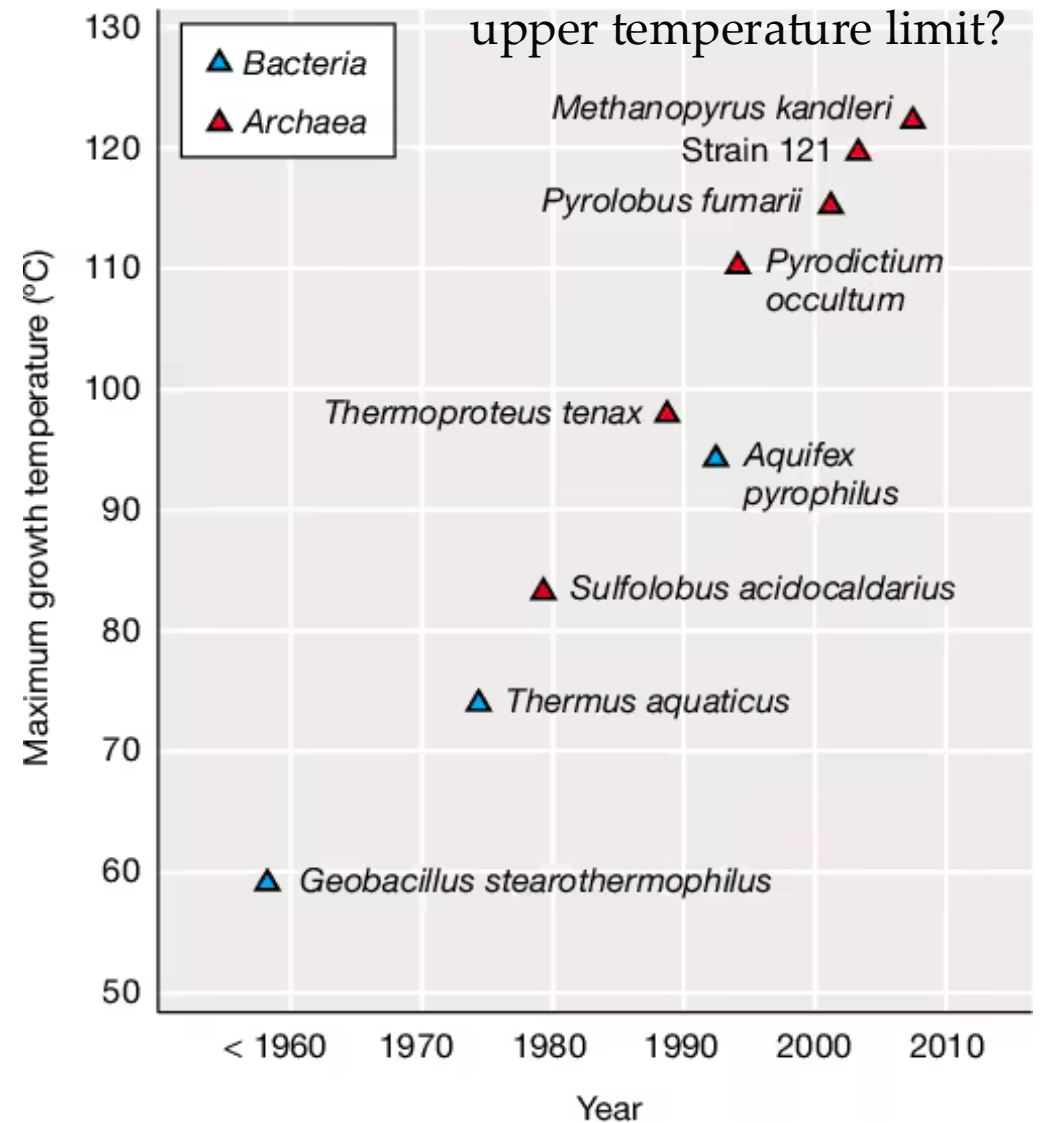 upper temperature limit?
130
120
110
100
90
80
70
60
50
Maximum growth temperature (°C)
Bacteria
Archaea
Methanopyrus kandleri
Strain 121
Pyrolobus fumarii
Pyrodictium
occultum
Thermoproteus tenax
Aquifex
pyrophilus
Sulfolobus acidocaldarius
Thermus aquaticus
Geobacillus stearothermophilus
< 1960 1970 1980 1990 2000 2010
Year